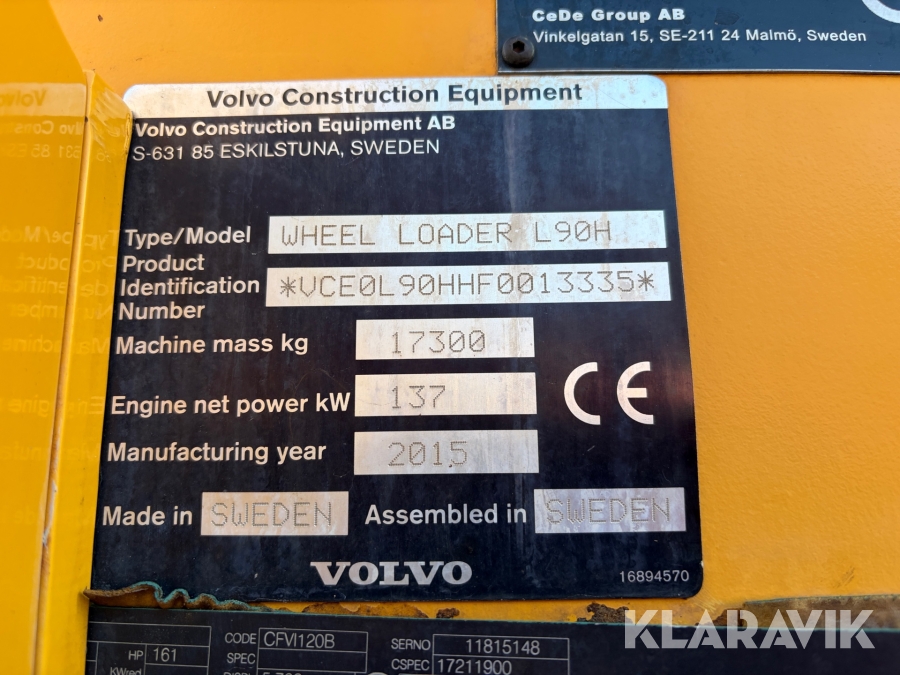 CeDe Group AB
Vinkelgatan 15, SE-211 24 Malmö, Sweden
Volvo Construction Equipment
Volvo Construction Equipment AB
S-631 85 ESKILSTUNA, SWEDEN
Type/Model WHEEL LOADER L90H
Product
Identification *VCE0L90HHF0013335*
Number
Machine mass kg 17300
Engine net power kW 137
CE
Manufacturing year 2015
Made in SWEDEN Assembled in SWEDEN
VOLVO
16894570
KLARAVIK
CODE CFVI120B SERNO 11815148
HP 161 SPEC CSPEC 17211900